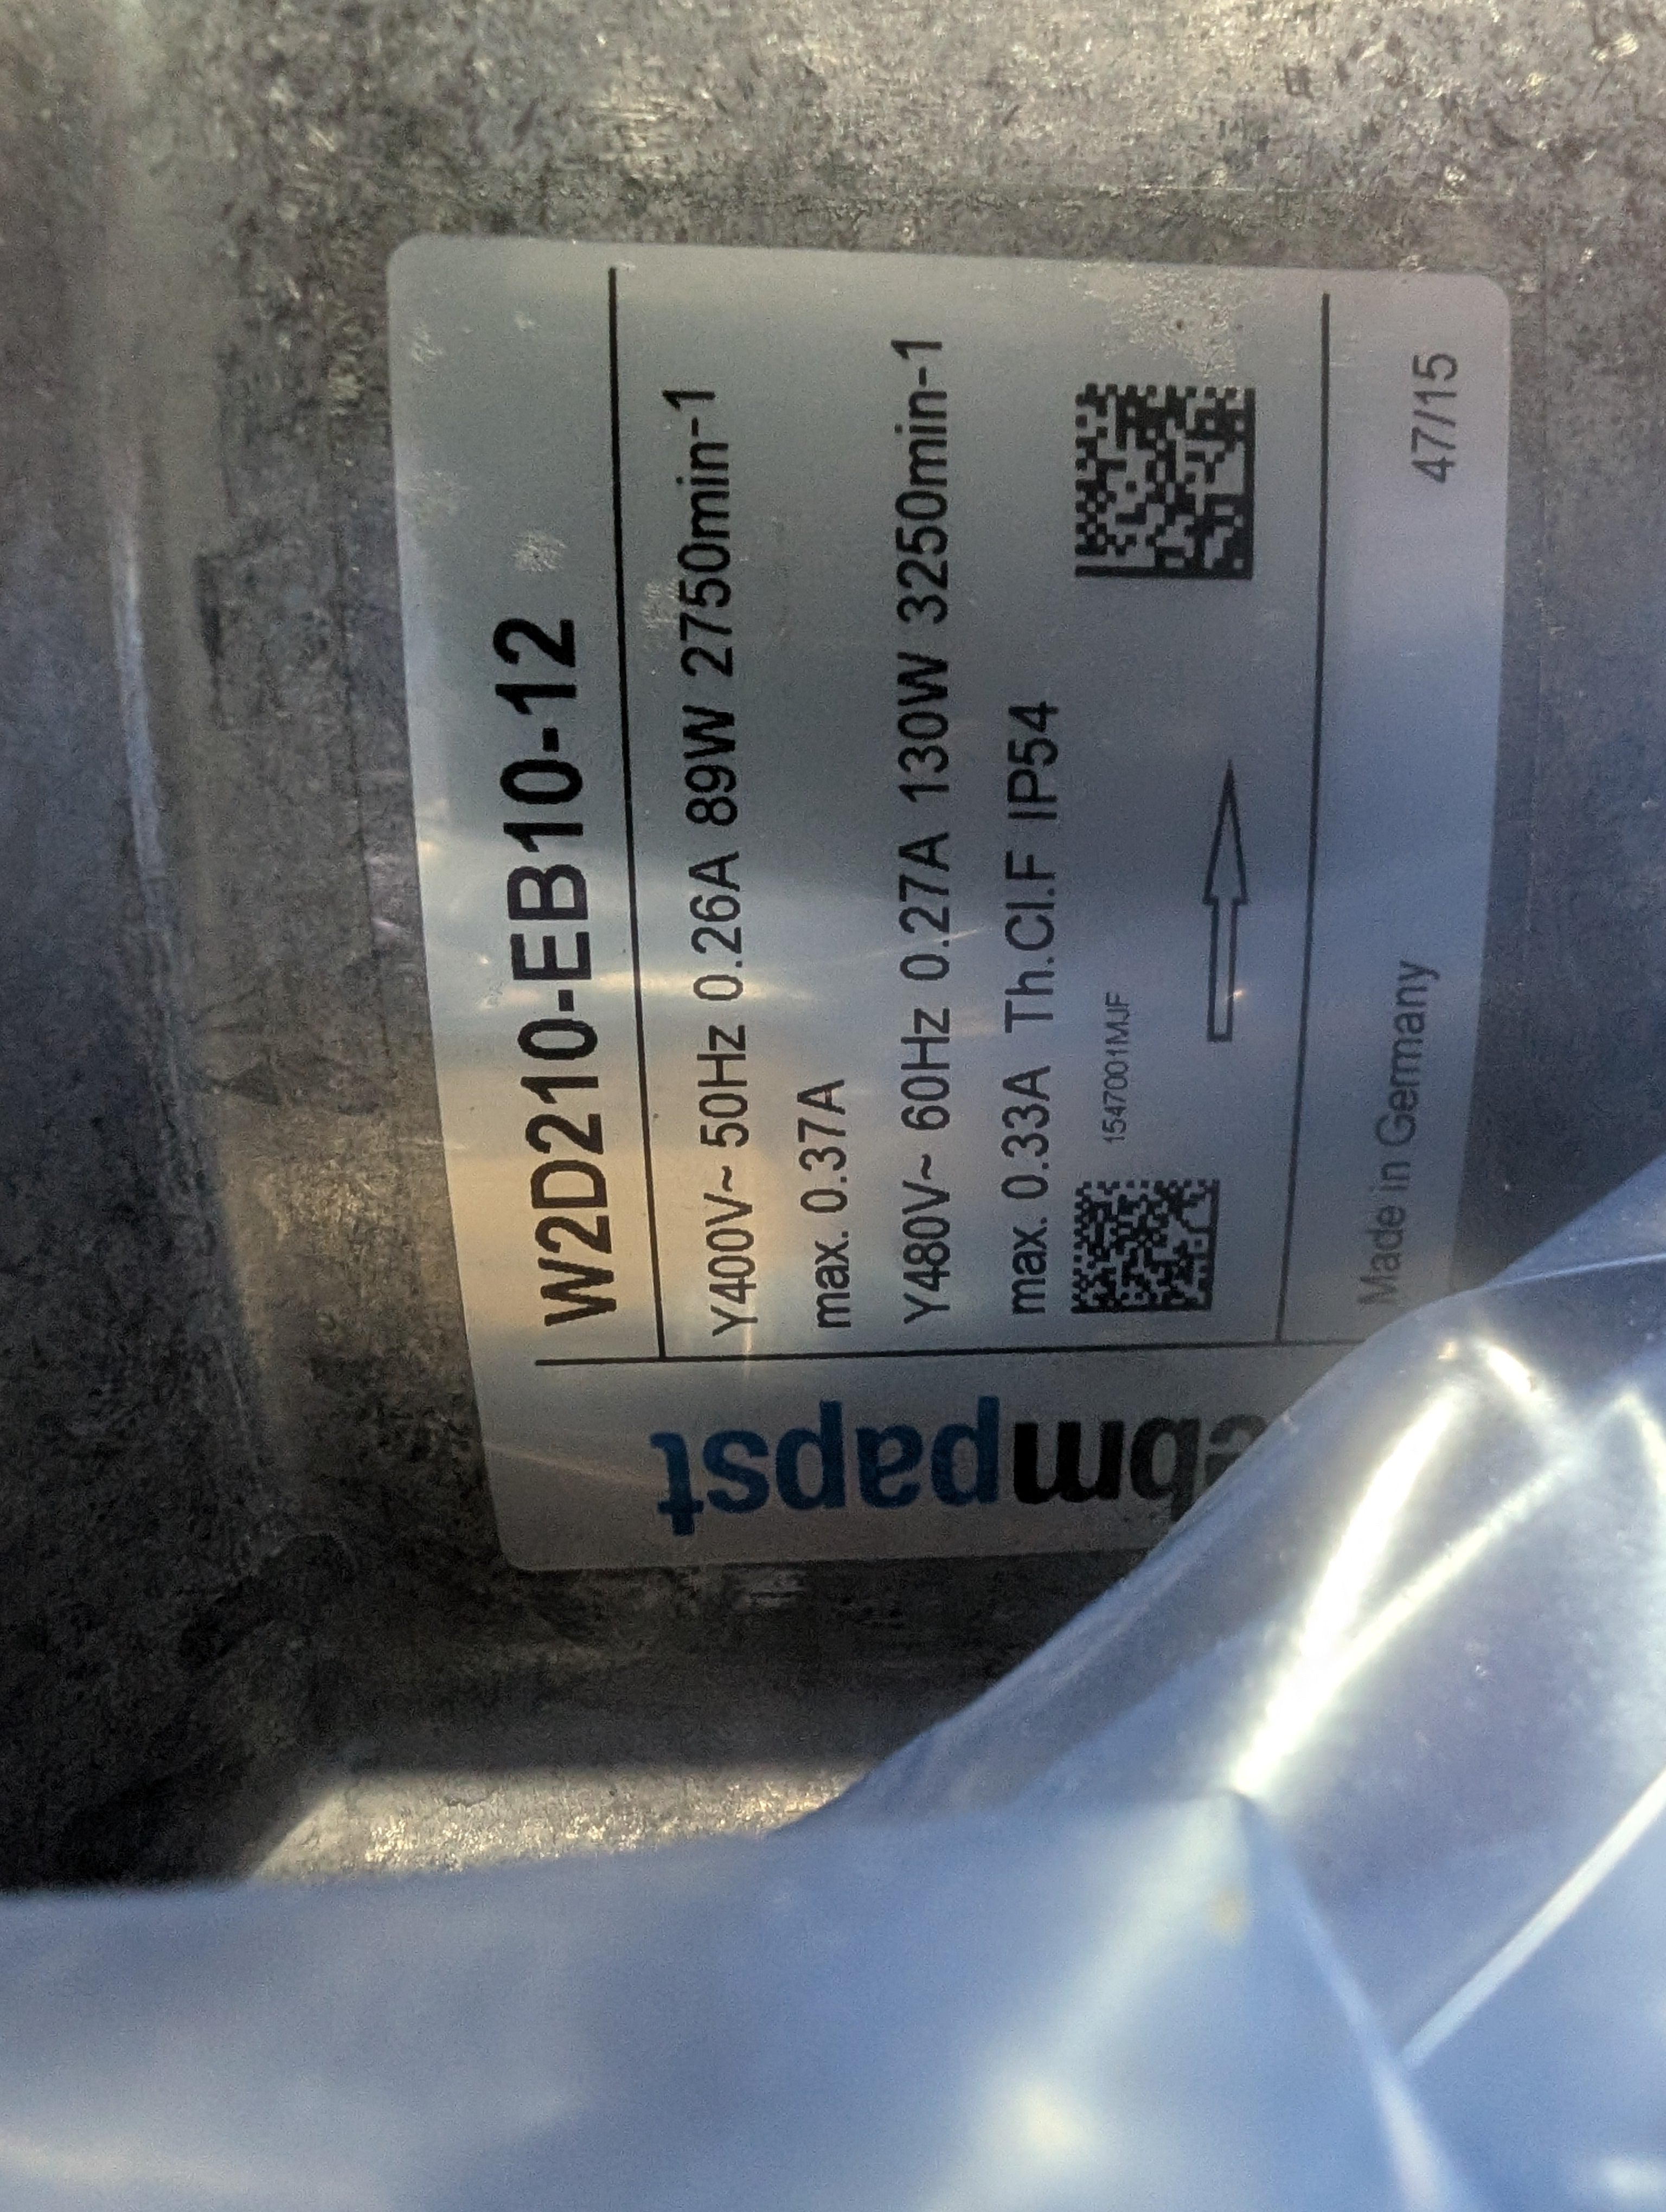 W2D210-EB10-12
Y400V~ 50Hz 0.26A 89W 2750min-1
max. 0.37A
Y480V~ 60Hz 0.27A 130W 3250min-1
max. 0.33A Th.Cl.F IP54
1547001MJF
Made in Germany 47/15
ebmpapst